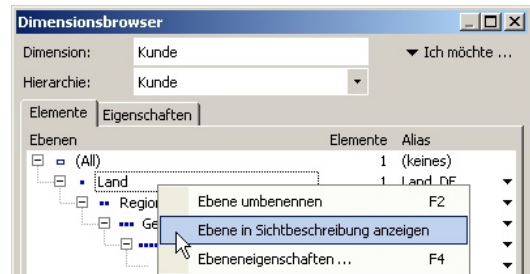 Dimensionsbrowser
Dimension: Kunde Ich möchte ...
Hierarchie: Kunde
Elemente Eigenschaften
Ebenen Elemente Alias
(All) 1 (keines)
Land 1 Land_DE
Ebene umbenennen F2
Ebene in Sichtbeschreibung anzeigen
Ebeneneigenschaften ... F4